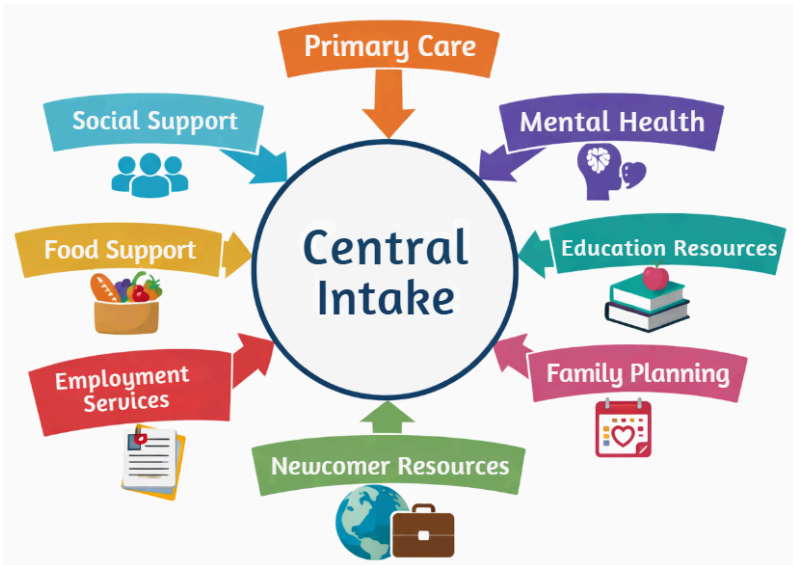 Primary Care
Social Support
Mental Health
Central
Intake
Food Support
Education Resources
Employment
Services
Family Planning
Newcomer Resources